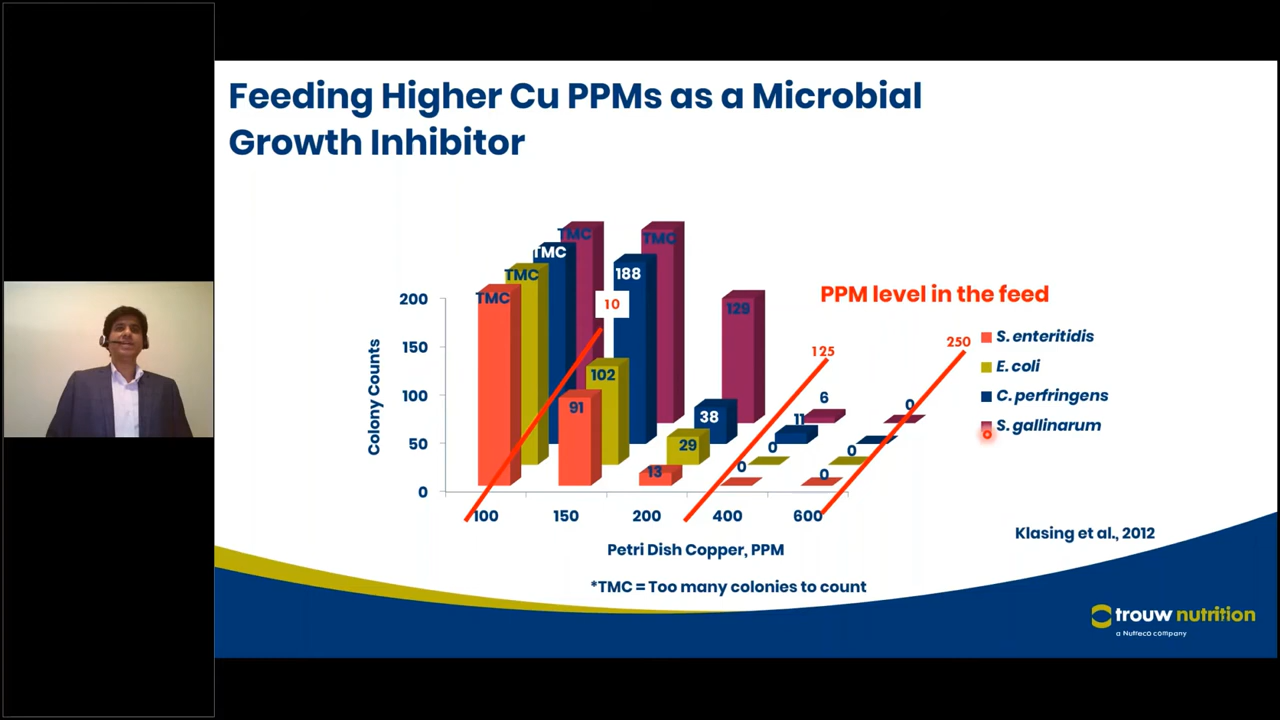 Feeding Higher Cu PPMs as a Microbial
Growth Inhibitor
Colony Counts
200
150
100
50
0
TMC
TMC
TMC
TMC
TMC
10
188
102
91
129
38
29
13
125
250
6
11
0
0
0
0
0
PPM level in the feed
S. enteritidis
E. coli
C. perfringens
S. gallinarum
100 150 200 400 600
Petri Dish Copper, PPM
*TMC = Too many colonies to count
Klasing et al., 2012
trouw nutrition
a Nutreco company